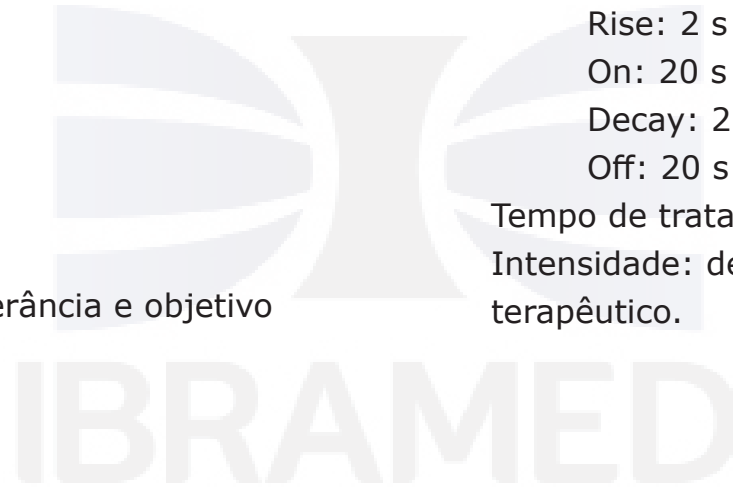 Rise: 2 s
On: 20 s
Decay: 2
Off: 20 s
Tempo de trata
Intensidade: de
terapêutico.
erância e objetivo
IBRAMED